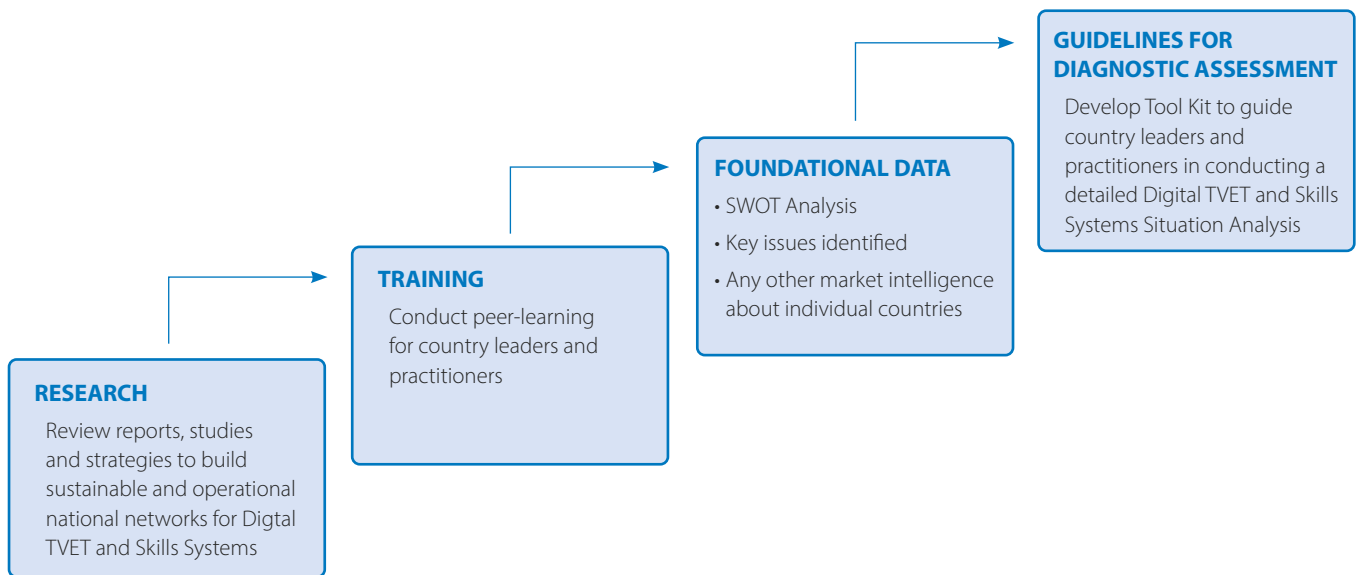 RESEARCH
Review reports, studies
and strategies to build
sustainable and operational
national networks for Digtal
TVET and Skills Systems
TRAINING
Conduct peer-learning
for country leaders and
practitioners
FOUNDATIONAL DATA
• SWOT Analysis
• Key issues identified
• Any other market intelligence
about individual countries
GUIDELINES FOR
DIAGNOSTIC ASSESSMENT
Develop Tool Kit to guide
country leaders and
practitioners in conducting a
detailed Digital TVET and Skills
Systems Situation Analysis